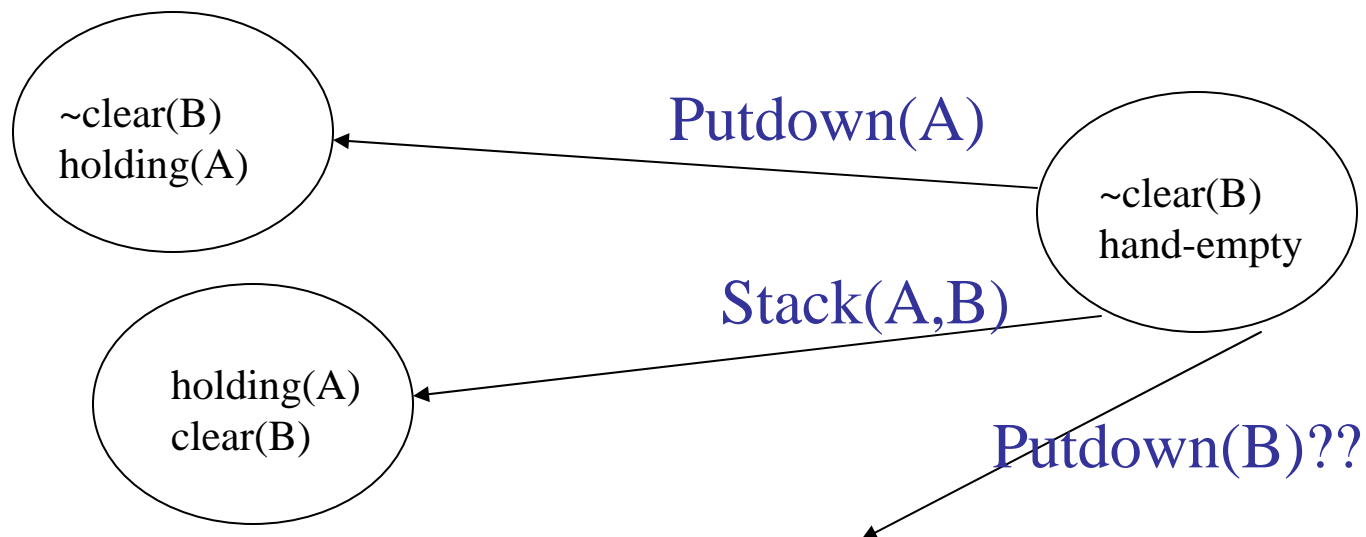 ~clear(B)
holding(A)
Putdown(A)
~clear(B)
hand-empty
Stack(A,B)
holding(A)
clear(B)
Putdown(B)??